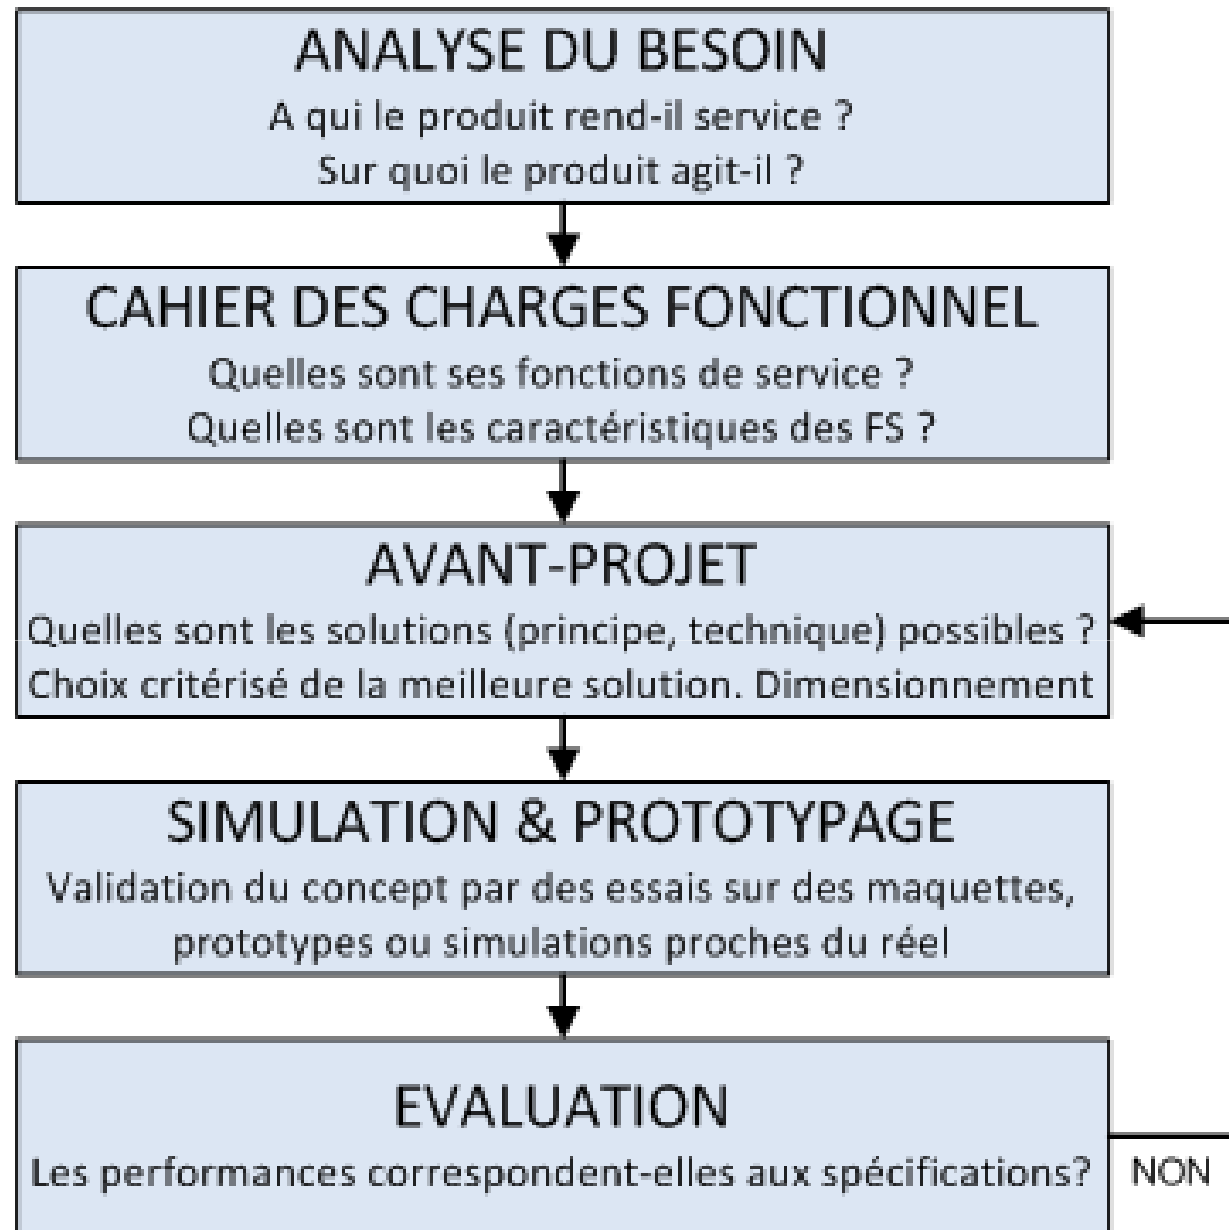 ANALYSE DU BESOIN
A qui le produit rend-il service ?
Sur quoi le produit agit-il ?
CAHIER DES CHARGES FONCTIONNEL
Quelles sont ses fonctions de service ?
Quelles sont les caractéristiques des FS ?
AVANT-PROJET
Quelles sont les solutions (principe, technique) possibles ?
Choix critérisé de la meilleure solution. Dimensionnement
SIMULATION & PROTOTYPAGE
Validation du concept par des essais sur des maquettes,
prototypes ou simulations proches du réel
EVALUATION
Les performances correspondent-elles aux spécifications?
NON